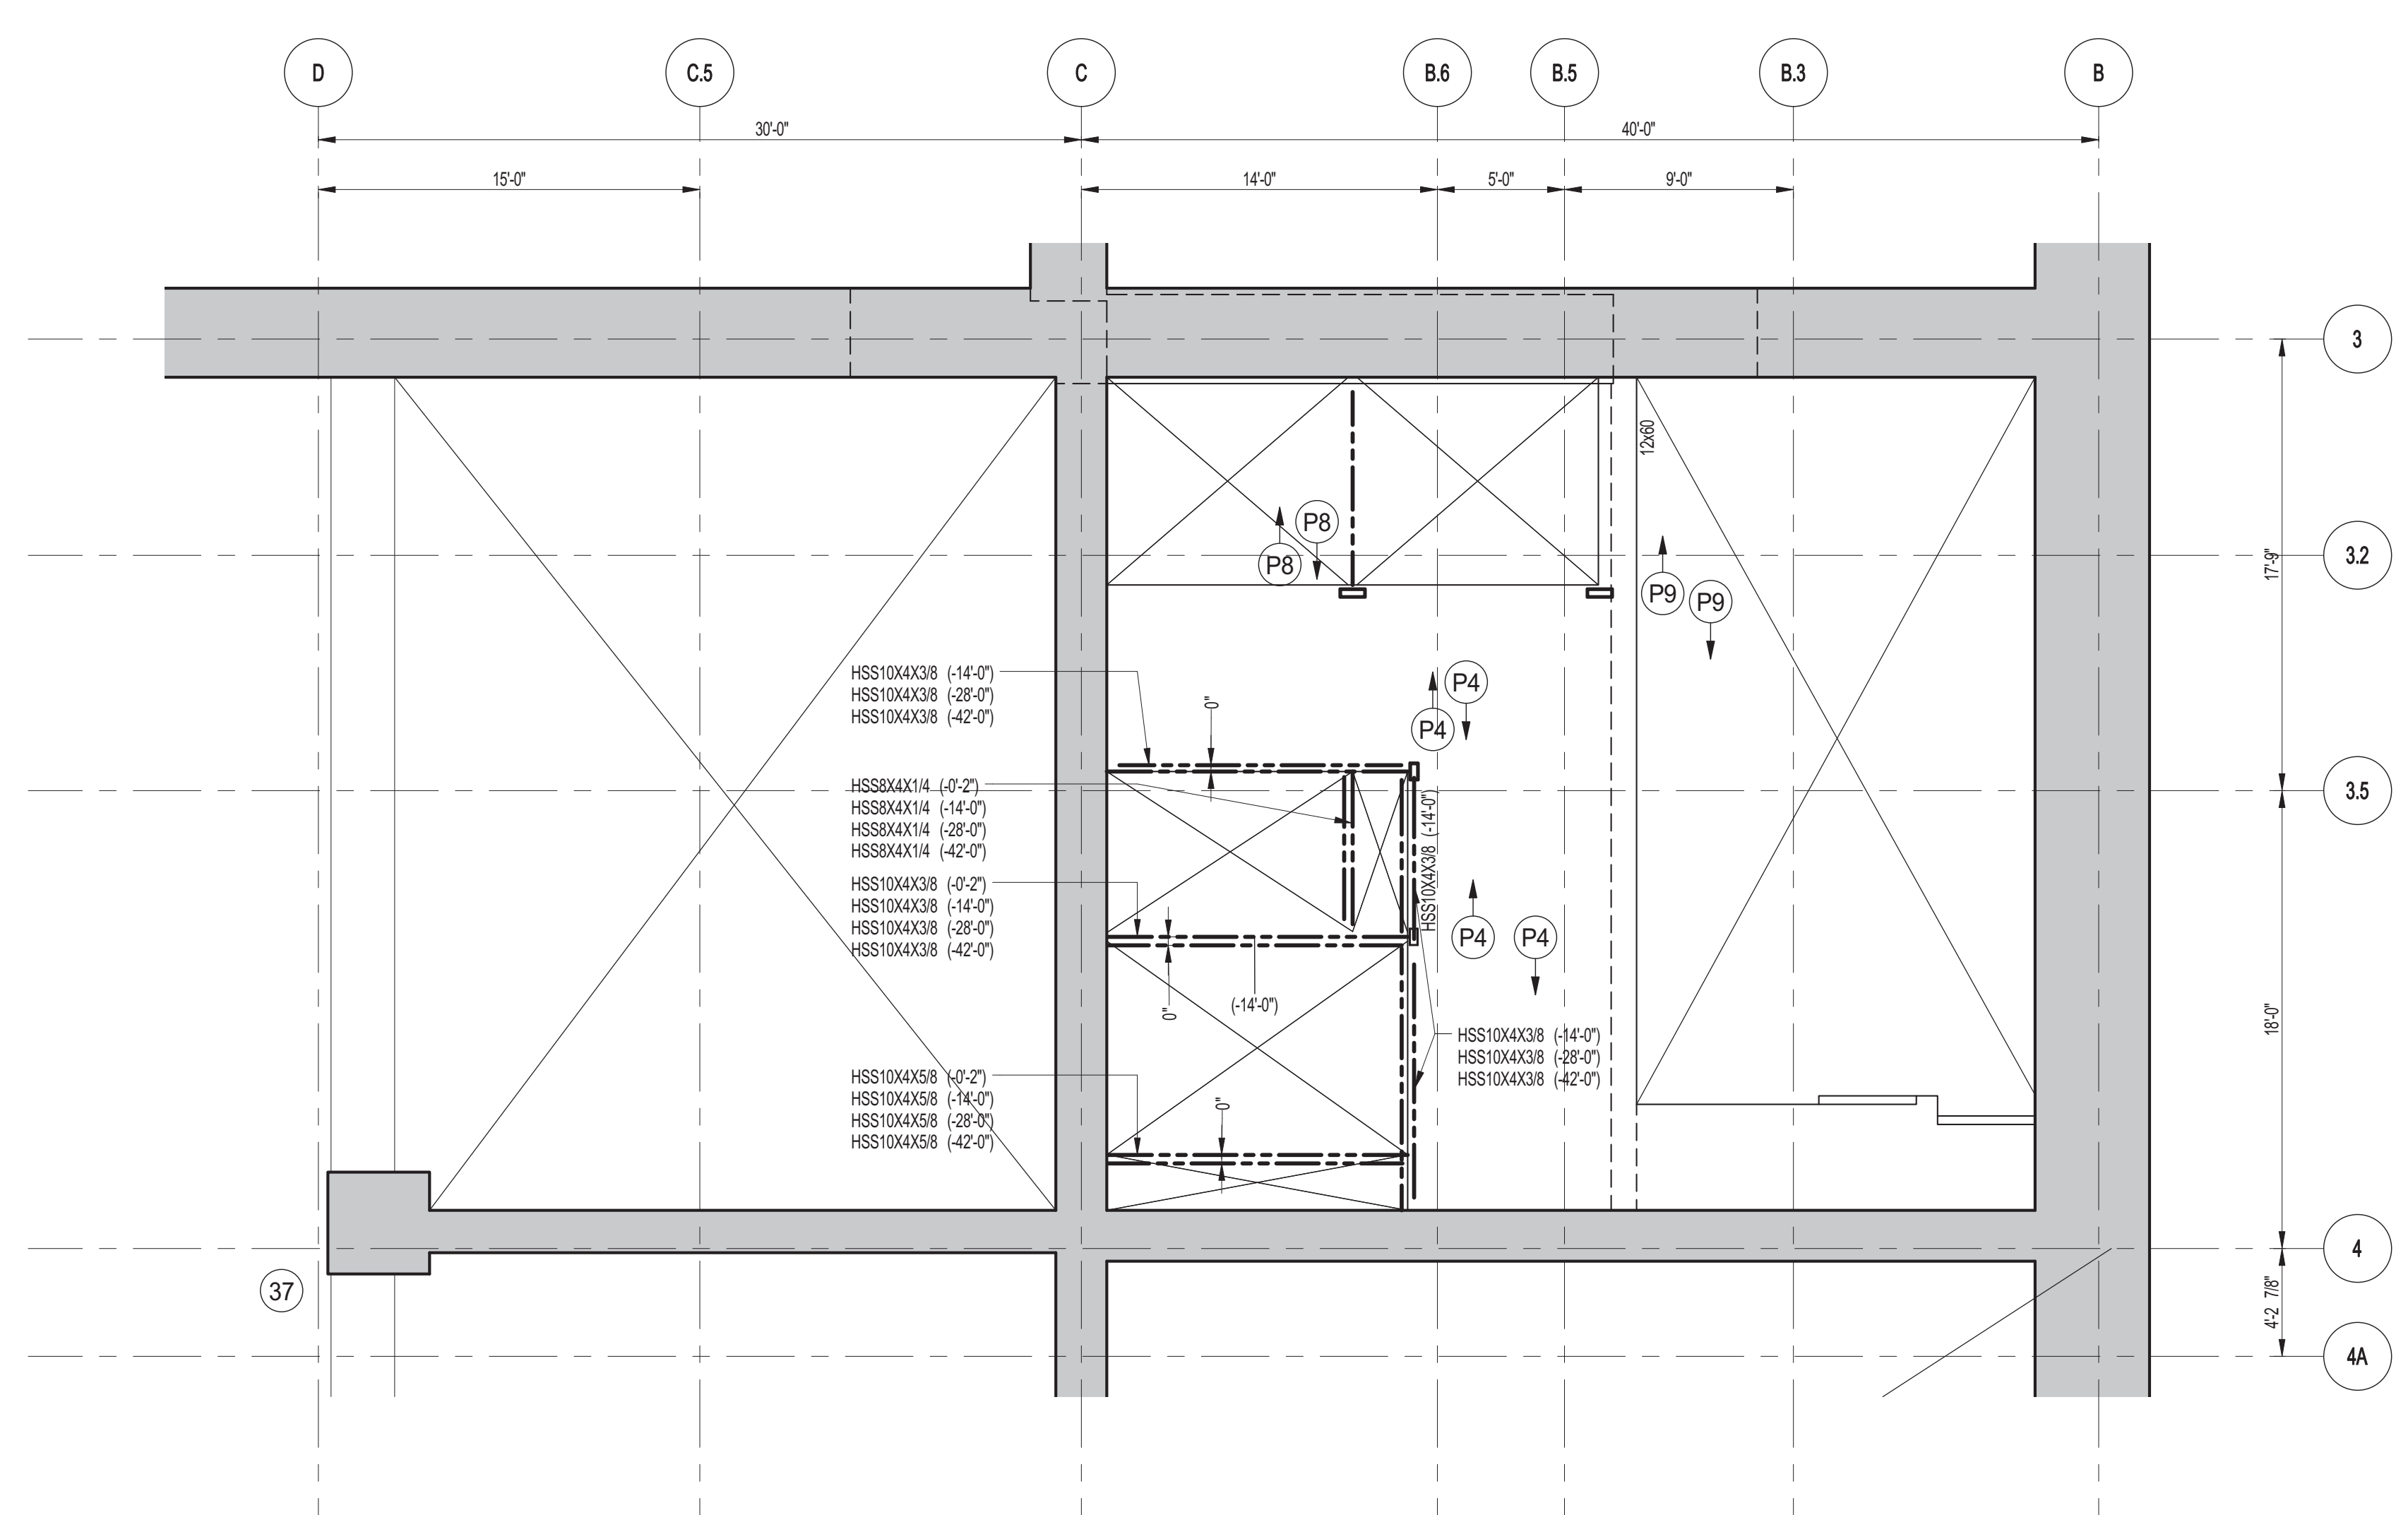 D
C.5
C
B.6
B.5
B.3
B
30'-0"
40'-0"
15'-0"
14'-0"
5'-0"
9'-0"
3
12x60
P8
P8
3.2
17'-9"
P9
P9
HSS10X4X3/8 (-14'-0")
HSS10X4X3/8 (-28'-0")
HSS10X4X3/8 (-42'-0")
0"
P4
P4
3.5
HSS8X4X1/4 (-0'-2")
HSS8X4X1/4 (-14'-0")
HSS8X4X1/4 (-28'-0")
HSS8X4X1/4 (-42'-0")
HSS10X4X3/8 (-14'-0")
HSS10X4X3/8 (-0'-2")
HSS10X4X3/8 (-14'-0")
HSS10X4X3/8 (-28'-0")
HSS10X4X3/8 (-42'-0")
P4
P4
0"
(-14'-0")
18'-0"
HSS10X4X3/8 (-14'-0")
HSS10X4X3/8 (-28'-0")
HSS10X4X3/8 (-42'-0")
HSS10X4X5/8 (-0'-2")
HSS10X4X5/8 (-14'-0")
HSS10X4X5/8 (-28'-0")
HSS10X4X5/8 (-42'-0")
0"
4
37
4'-2 7/8"
4A